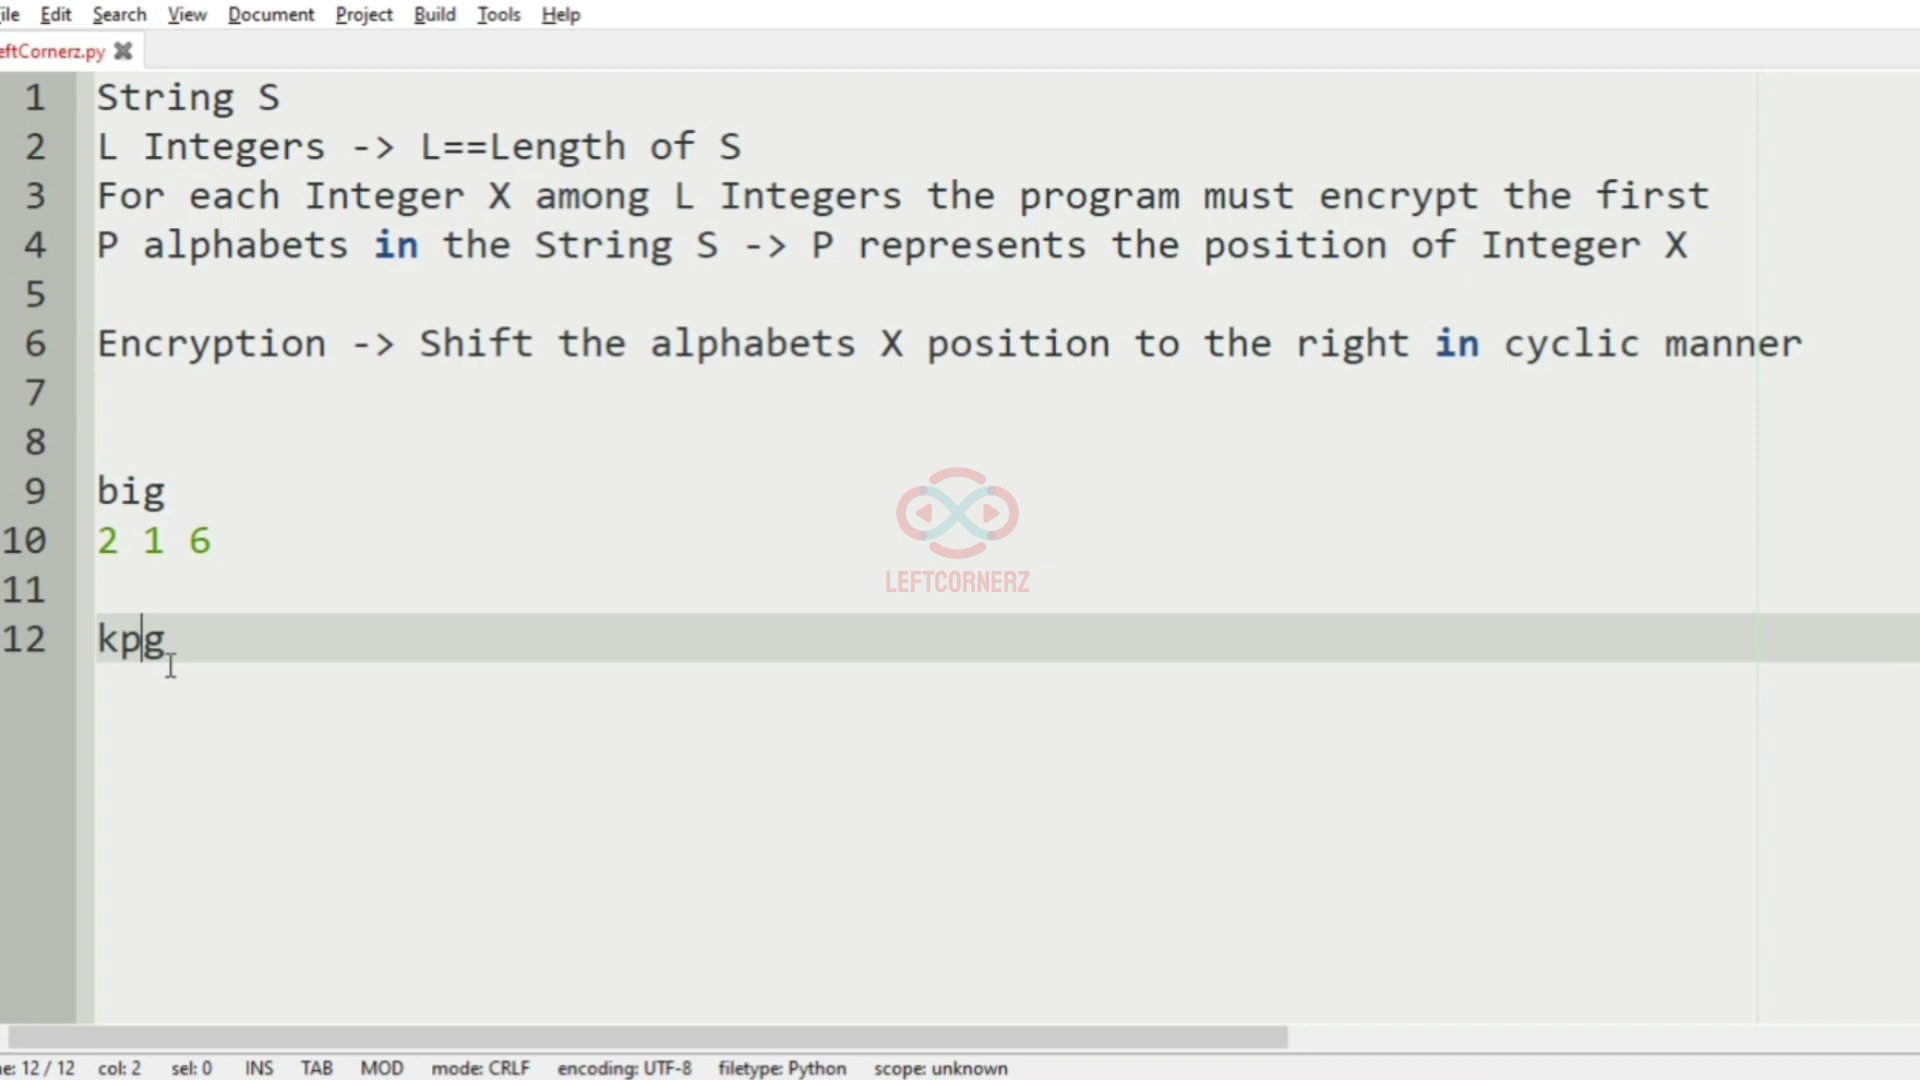 ile Edit Search View Document Project Build Tools Help
eftCornerz.py
1 String S
2 L Integers -> L==Length of S
3 For each Integer X among L Integers the program must encrypt the first
4 P alphabets in the String S -> P represents the position of Integer X
5
6 Encryption -> Shift the alphabets X position to the right in cyclic manner
7
8
9 big
10 2 1 6
11
12 kpg
LEFTCORNERZ
ne: 12 / 12 col: 2 sel: 0 INS TAB MOD mode: CRLF encoding: UTF-8 filetype: Python scope: unknown